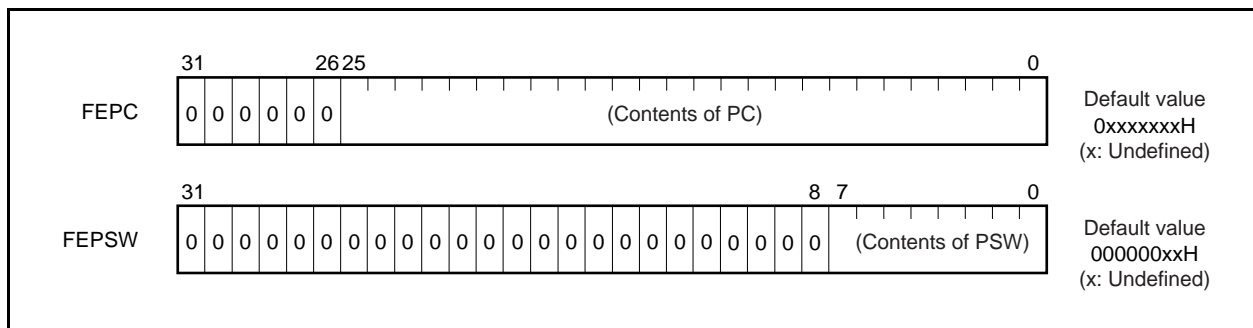 31 26 25 0
FEPC 0 0 0 0 0 0 (Contents of PC)
Default value
0xxxxxxxH
(x: Undefined)
31 8 7 0
FEPSW 0 0 0 0 0 0 0 0 0 0 0 0 0 0 0 0 0 0 0 0 0 0 0 0 (Contents of PSW)
Default value
000000xxH
(x: Undefined)